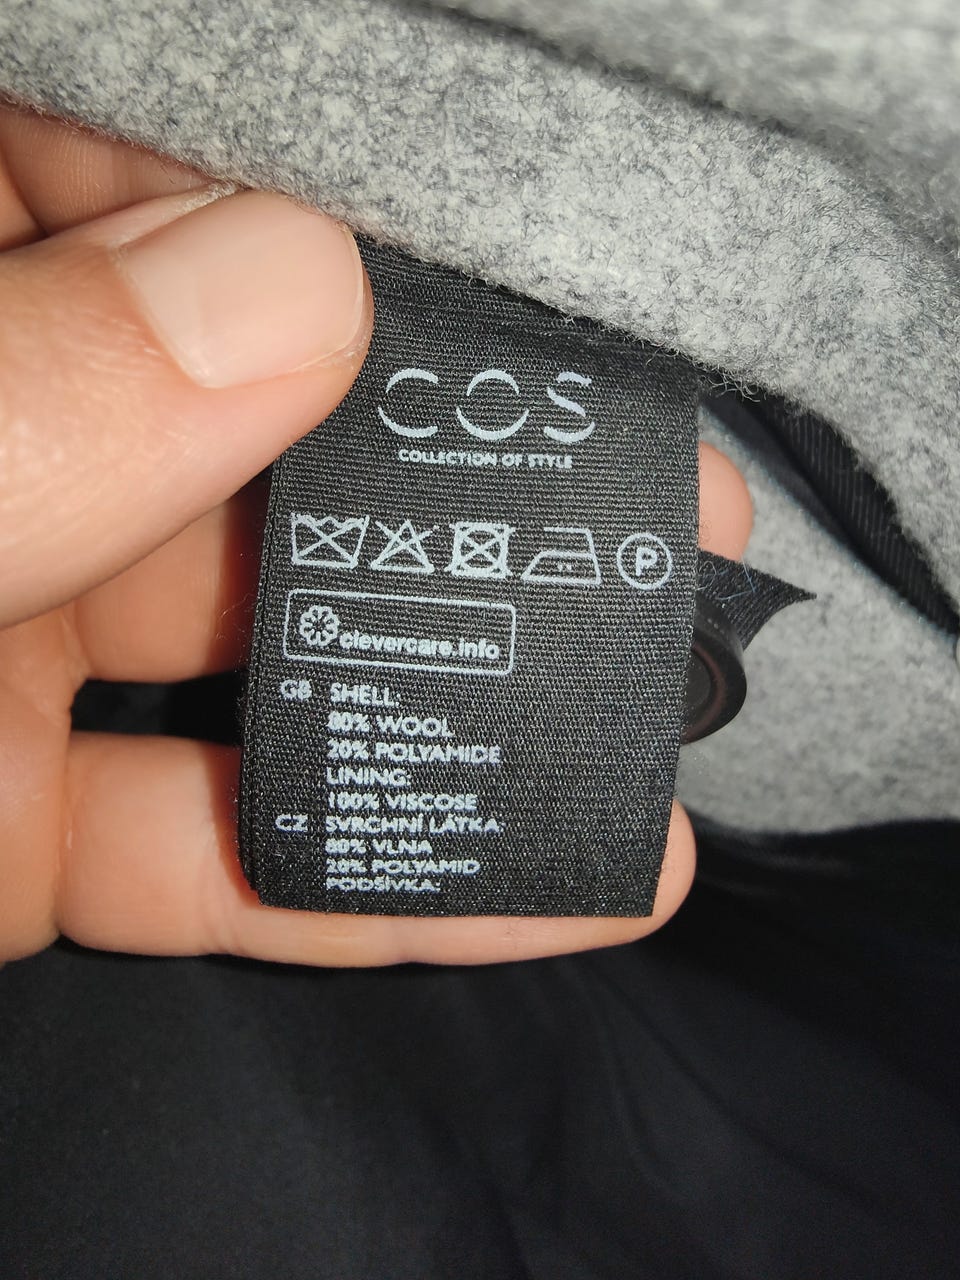 COS
COLLECTION OF STYLE
P
clevercare.info
GB SHELL:
80% WOOL
20% POLYAMIDE
LINING:
100% VISCOSE
CZ SVRCHNÍ LÁTKA
80% VLNA
20% POLYAMID
PODŠÍVKA: